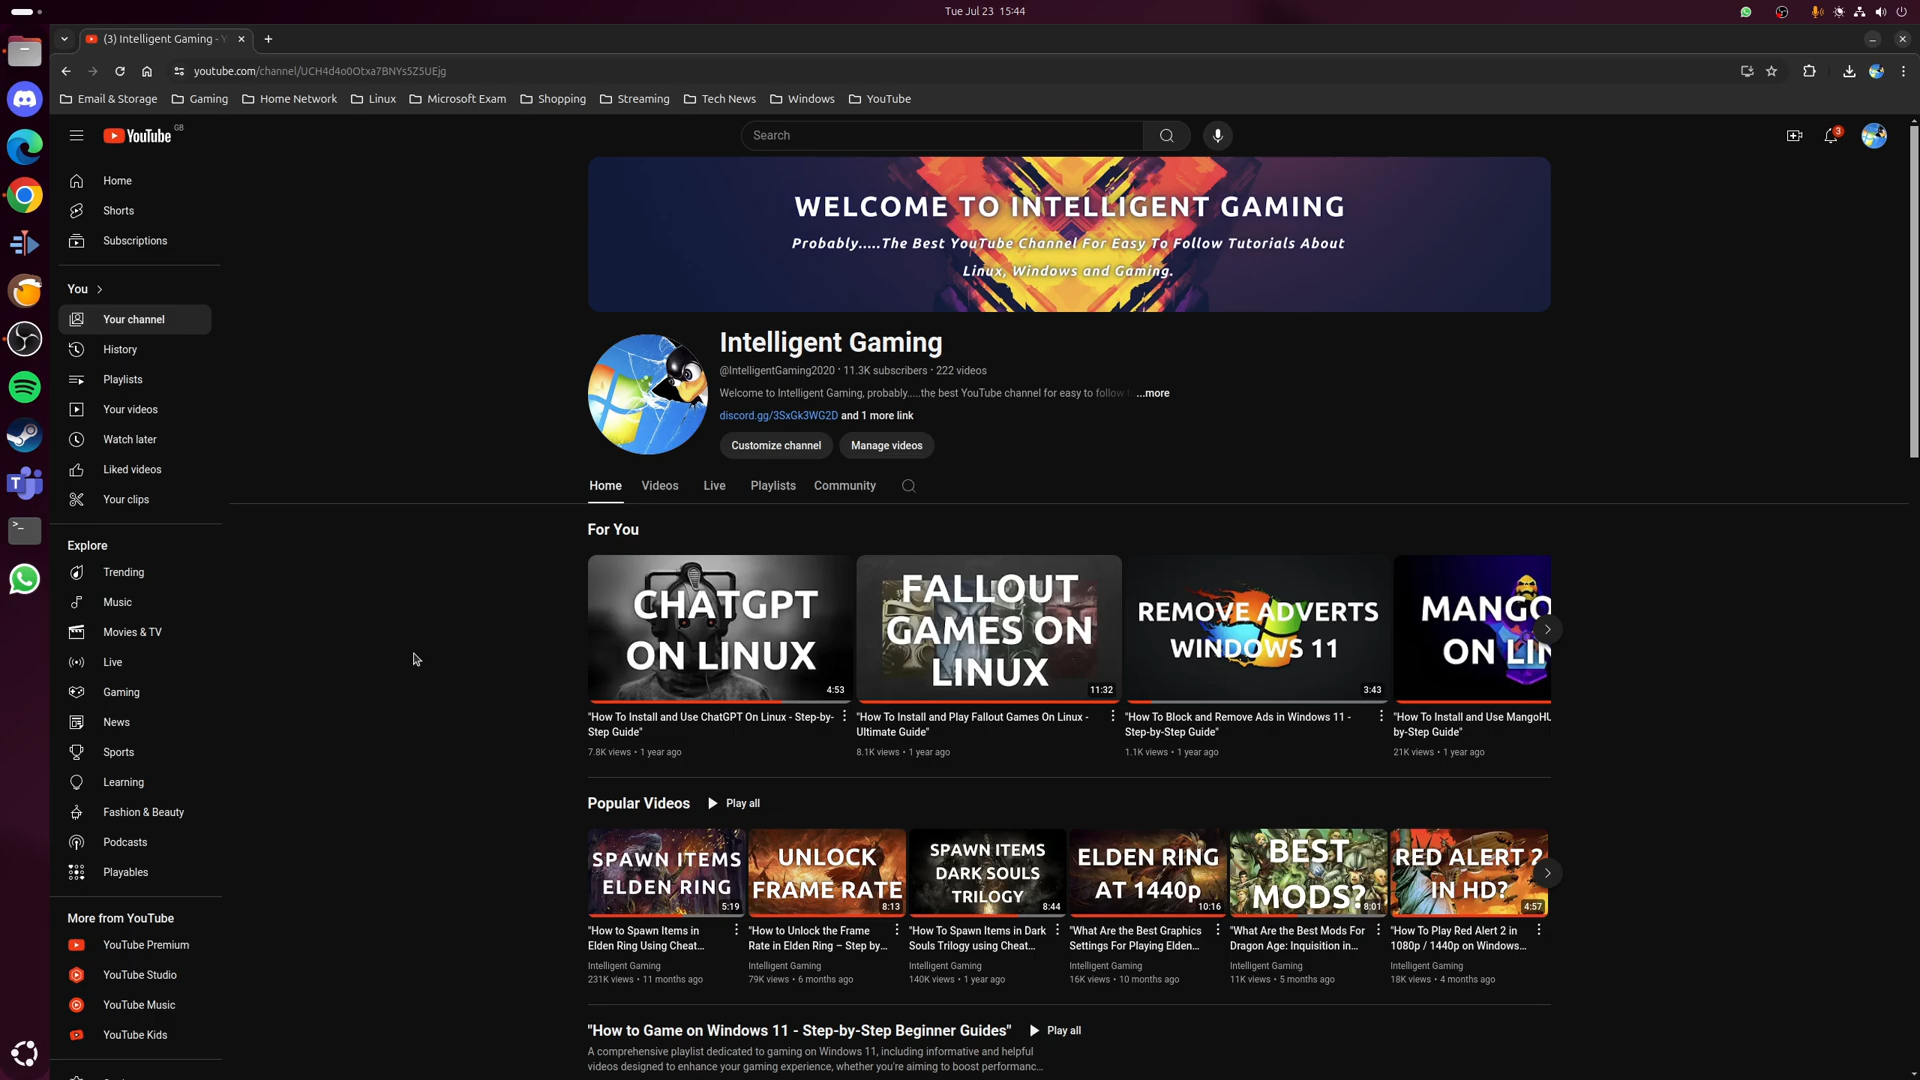 Tue Jul 23 15:44
(3) Intelligent Gaming - Y
youtube.com/channel/UCH4d4o0Otxa7BNYs5Z5UEjg
Email & Storage
Gaming
Home Network
Linux
Microsoft Exam
Shopping
Streaming
Tech News
Windows
YouTube
YouTube
GB
Search
3
Home
Shorts
Subscriptions
You
Your channel
History
Playlists
Your videos
Watch later
Liked videos
Your clips
Explore
Trending
Music
Movies & TV
Live
Gaming
News
Sports
Learning
Fashion & Beauty
Podcasts
Playables
More from YouTube
YouTube Premium
YouTube Studio
YouTube Music
YouTube Kids
WELCOME TO INTELLIGENT GAMING
Probably.....The Best YouTube Channel For Easy To Follow Tutorials About
Linux, Windows and Gaming.
Intelligent Gaming
@IntelligentGaming2020 · 11.3K subscribers · 222 videos
Welcome to Intelligent Gaming, probably.....the best YouTube channel for easy to follow ...more
discord.gg/3SxGk3WG2D and 1 more link
Customize channel
Manage videos
Home
Videos
Live
Playlists
Community
For You
CHATGPT
ON LINUX
4:53
"How To Install and Use ChatGPT On Linux - Step-by-
Step Guide"
7.8K views • 1 year ago
FALLOUT
GAMES ON
LINUX
11:32
"How To Install and Play Fallout Games On Linux -
Ultimate Guide"
8.1K views • 1 year ago
REMOVE ADVERTS
WINDOWS 11
3:43
"How To Block and Remove Ads in Windows 11 -
Step-by-Step Guide"
1.1K views • 1 year ago
MANGO
ON LIN
"How To Install and Use MangoHU
by-Step Guide"
21K views • 1 year ago
Popular Videos
Play all
SPAWN ITEMS
ELDEN RING
5:19
"How to Spawn Items in
Elden Ring Using Cheat...
Intelligent Gaming
231K views • 11 months ago
UNLOCK
FRAME RATE
8:13
"How to Unlock the Frame
Rate in Elden Ring – Step by...
Intelligent Gaming
79K views • 6 months ago
SPAWN ITEMS
DARK SOULS
TRILOGY
8:44
"How To Spawn Items in Dark
Souls Trilogy using Cheat...
Intelligent Gaming
140K views • 1 year ago
ELDEN RING
AT 1440p
10:16
"What Are the Best Graphics
Settings For Playing Elden...
Intelligent Gaming
16K views • 10 months ago
BEST
MODS?
8:01
"What Are the Best Mods For
Dragon Age: Inquisition in...
Intelligent Gaming
11K views • 5 months ago
RED ALERT 2
IN HD?
4:57
"How To Play Red Alert 2 in
1080p / 1440p on Windows...
Intelligent Gaming
18K views • 4 months ago
"How to Game on Windows 11 - Step-by-Step Beginner Guides"
Play all
A comprehensive playlist dedicated to gaming on Windows 11, including informative and helpful
videos designed to enhance your gaming experience, whether you're aiming to boost performanc...